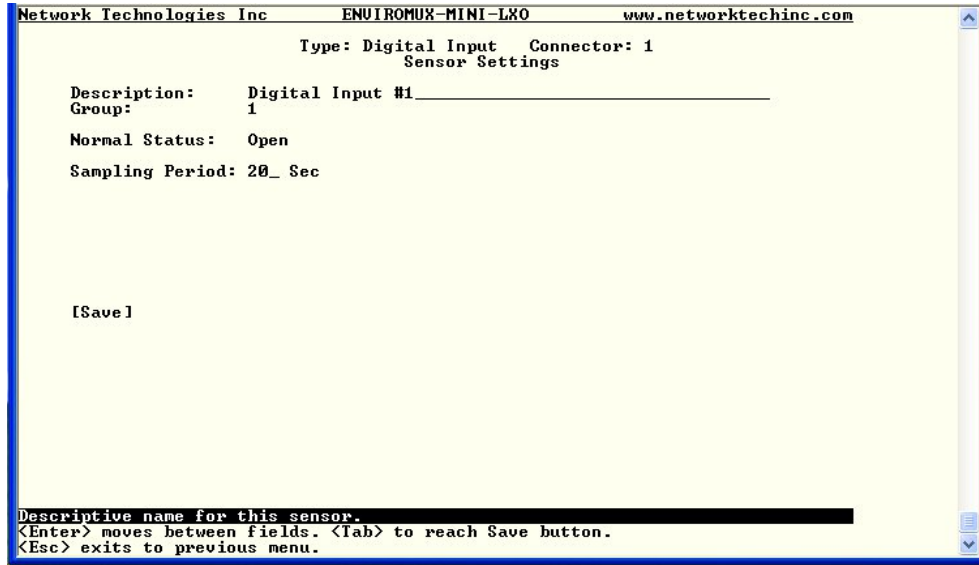 Network Technologies Inc ENVIROMUX-MINI-LXO www.networktechinc.com
Type: Digital Input Connector: 1
Sensor Settings
Description: Digital Input #1
Group: 1
Normal Status: Open
Sampling Period: 20_ Sec
[Save]
Descriptive name for this sensor.
<Enter> moves between fields. <Tab> to reach Save button.
<Esc> exits to previous menu.